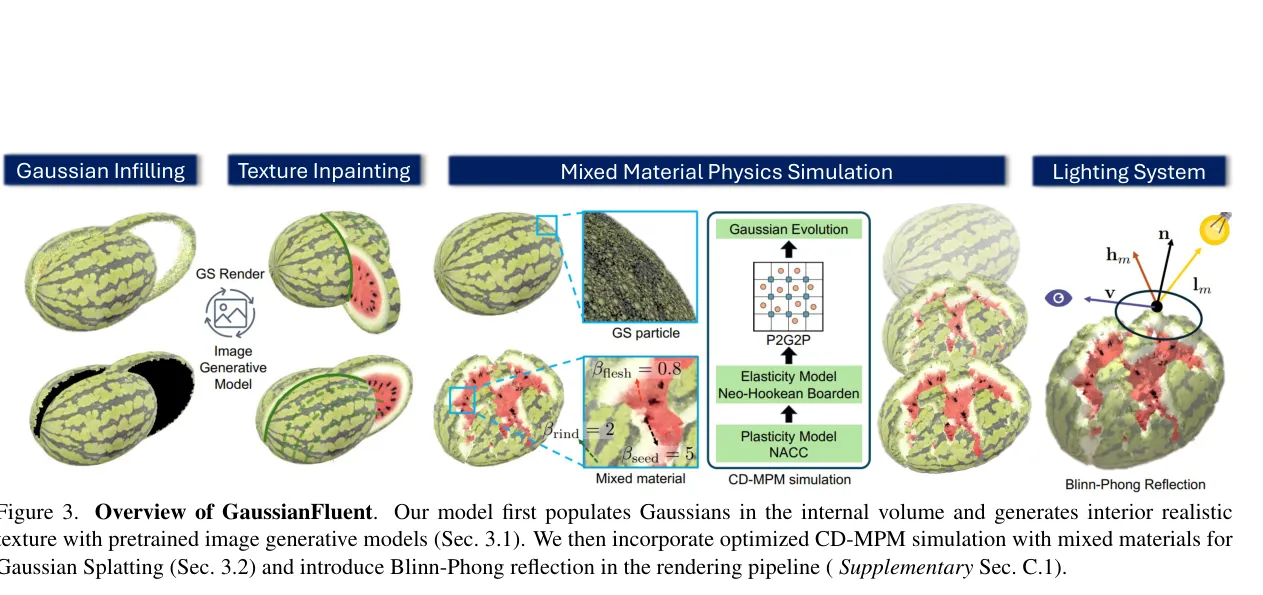 Gaussian Infilling
Texture Inpainting
Mixed Material Physics Simulation
Lighting System
GS Render
Image
Generative
Model
GS particle
β_flesh = 0.8
β_rind = 2
β_seed = 5
Mixed material
Gaussian Evolution
P2G2P
Elasticity Model
Neo-Hookean Boarden
Plasticity Model
NACC
CD-MPM simulation
n
h_m
l_m
v
Blinn-Phong Reflection
Figure 3. Overview of GaussianFluent. Our model first populates Gaussians in the internal volume and generates interior realistic
texture with pretrained image generative models (Sec. 3.1). We then incorporate optimized CD-MPM simulation with mixed materials for
Gaussian Splatting (Sec. 3.2) and introduce Blinn-Phong reflection in the rendering pipeline ( Supplementary Sec. C.1).